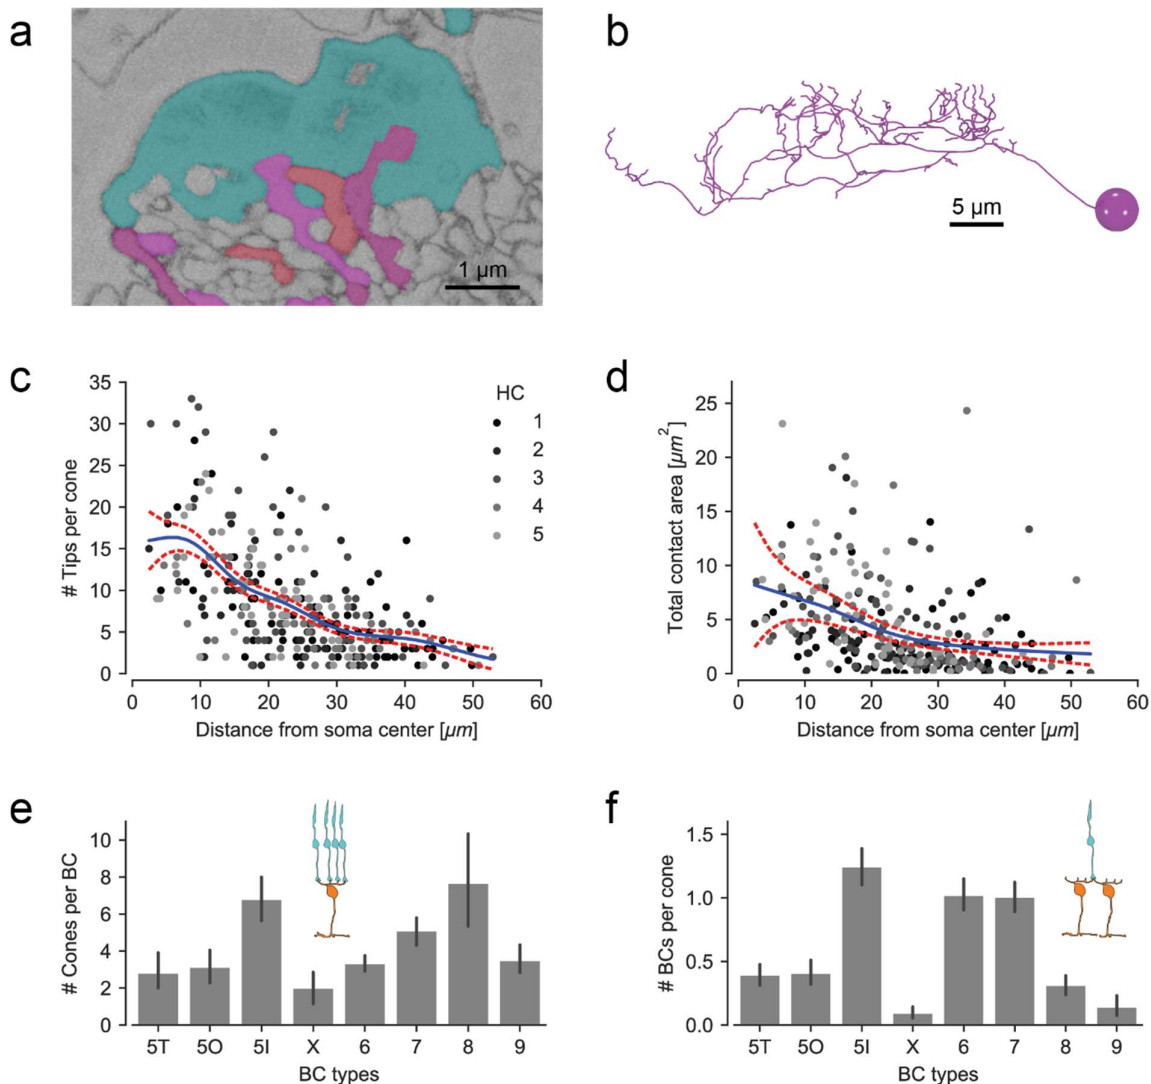 a
1 µm
b
5 µm
c
# Tips per cone
35
30
25
20
15
10
5
0
0 10 20 30 40 50 60
Distance from soma center [µm]
HC
1
2
3
4
5
d
Total contact area [µm²]
25
20
15
10
5
0
0 10 20 30 40 50 60
Distance from soma center [µm]
e
# Cones per BC
10
8
6
4
2
0
5T 5O 5I X 6 7 8 9
BC types
f
# BCs per cone
1.5
1.0
0.5
0.0
5T 5O 5I X 6 7 8 9
BC types